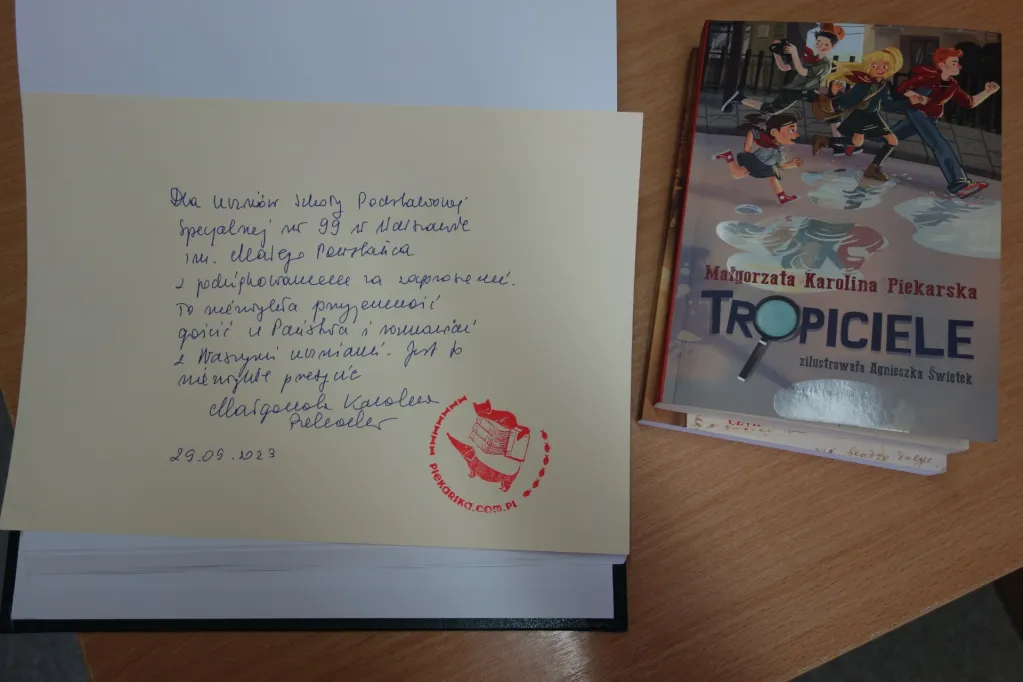 Dla uczniów Szkoły Podstawowej
Specjalnej nr 99 w Warszawie
im. Małego Powstańca
z podziękowaniem za zaproszenie.
To niezwykła przyjemność
gościć u Państwa i rozmawiać
z Waszymi uczniami. Jest to
niezwykłe przeżycie
Małgorzata Karolina
Piekarska
29.09.2023
PIEKARSKA.COM.PL
Małgorzata Karolina Piekarska
TROPICIELE
zilustrowała Agnieszka Świętek